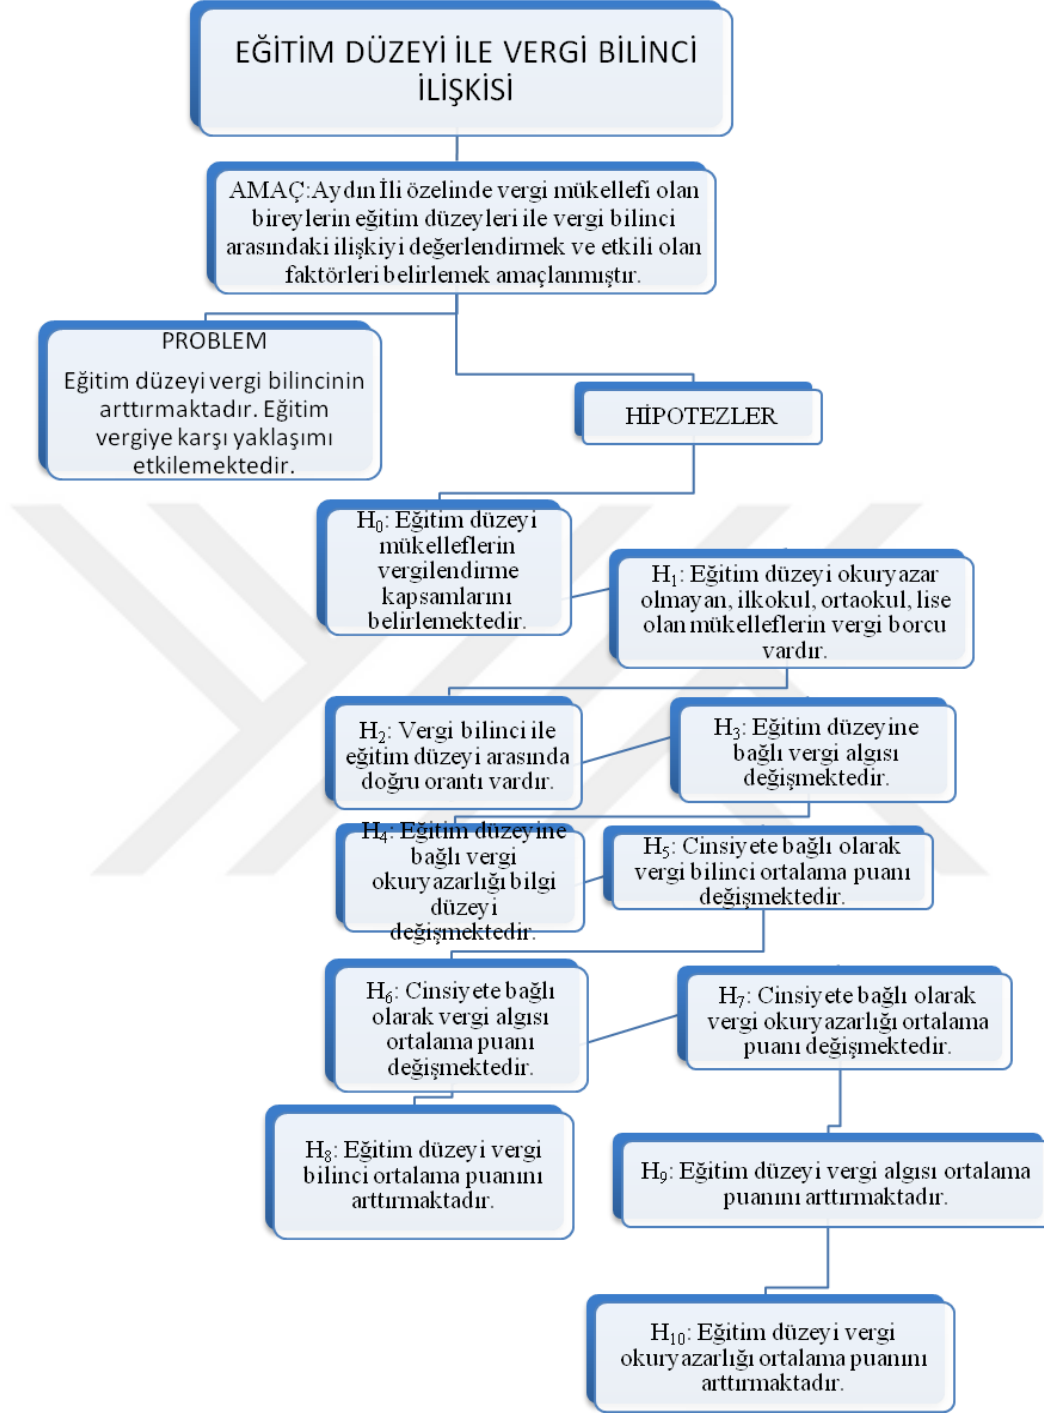 EĞİTİM DÜZEYİ İLE VERGİ BİLİNCİ
İLİŞKİSİ
AMAÇ:Aydın İli özelinde vergi mükellefi olan
bireylerin eğitim düzeyleri ile vergi bilinci
arasındaki ilişkiyi değerlendirmek ve etkili olan
faktörleri belirlemek amaçlanmıştır.
PROBLEM
Eğitim düzeyi vergi bilincinin
arttırmaktadır. Eğitim
vergiye karşı yaklaşımı
etkilemektedir.
HİPOTEZLER
H₀: Eğitim düzeyi
mükelleflerin
vergilendirme
kapsamlarını
belirlemektedir.
H₁: Eğitim düzeyi okuryazar
olmayan, ilkokul, ortaokul, lise
olan mükelleflerin vergi borcu
vardır.
H₂: Vergi bilinci ile
eğitim düzeyi arasında
doğru orantı vardır.
H₃: Eğitim düzeyine
bağlı vergi algısı
değişmektedir.
H₄: Eğitim düzeyine
bağlı vergi
okuryazarlığı bilgi
düzeyi
değişmektedir.
H₅: Cinsiyete bağlı olarak
vergi bilinci ortalama puanı
değişmektedir.
H₆: Cinsiyete bağlı
olarak vergi algısı
ortalama puanı
değişmektedir.
H₇: Cinsiyete bağlı olarak
vergi okuryazarlığı ortalama
puanı değişmektedir.
H₈: Eğitim düzeyi vergi
bilinci ortalama puanını
arttırmaktadır.
H₉: Eğitim düzeyi vergi algısı ortalama
puanını arttırmaktadır.
H₁₀: Eğitim düzeyi vergi
okuryazarlığı ortalama puanını
arttırmaktadır.